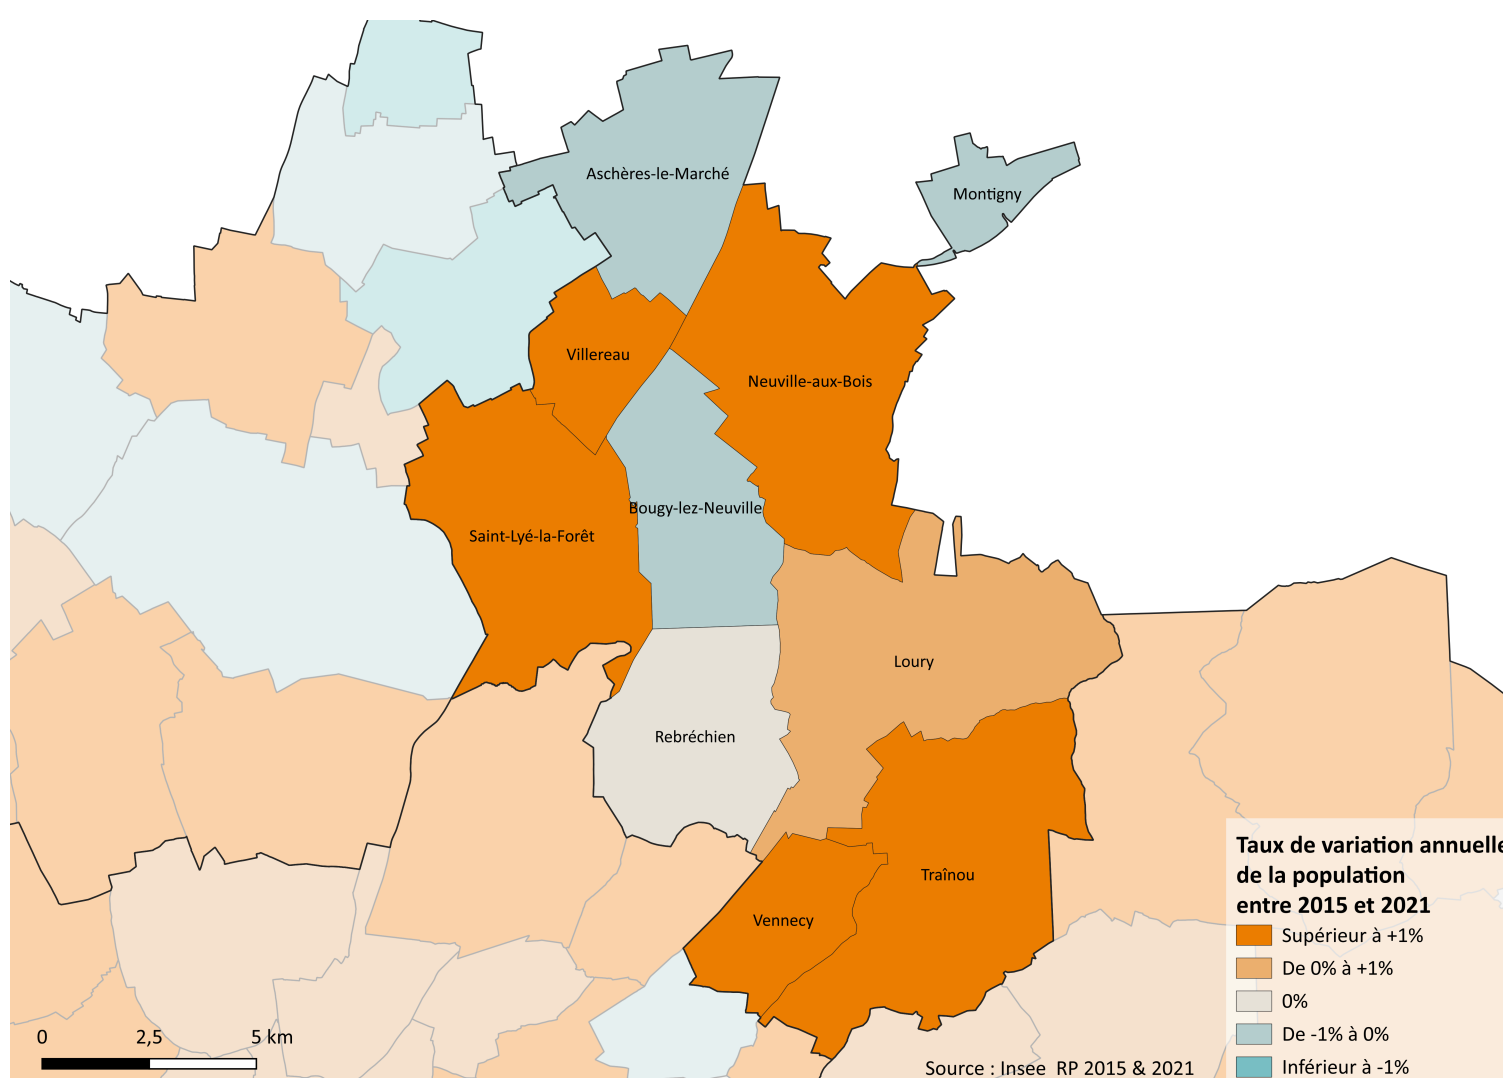 Aschères-le-Marché
Montigny
Villereau
Neuville-aux-Bois
Bougy-lez-Neuville
Saint-Lyé-la-Forêt
Loury
Rebréchien
Traînou
Vennecy
Taux de variation annuelle
de la population
entre 2015 et 2021
Supérieur à +1%
De 0% à +1%
0%
De -1% à 0%
Inférieur à -1%
0 2,5 5 km
Source : Insee RP 2015 & 2021